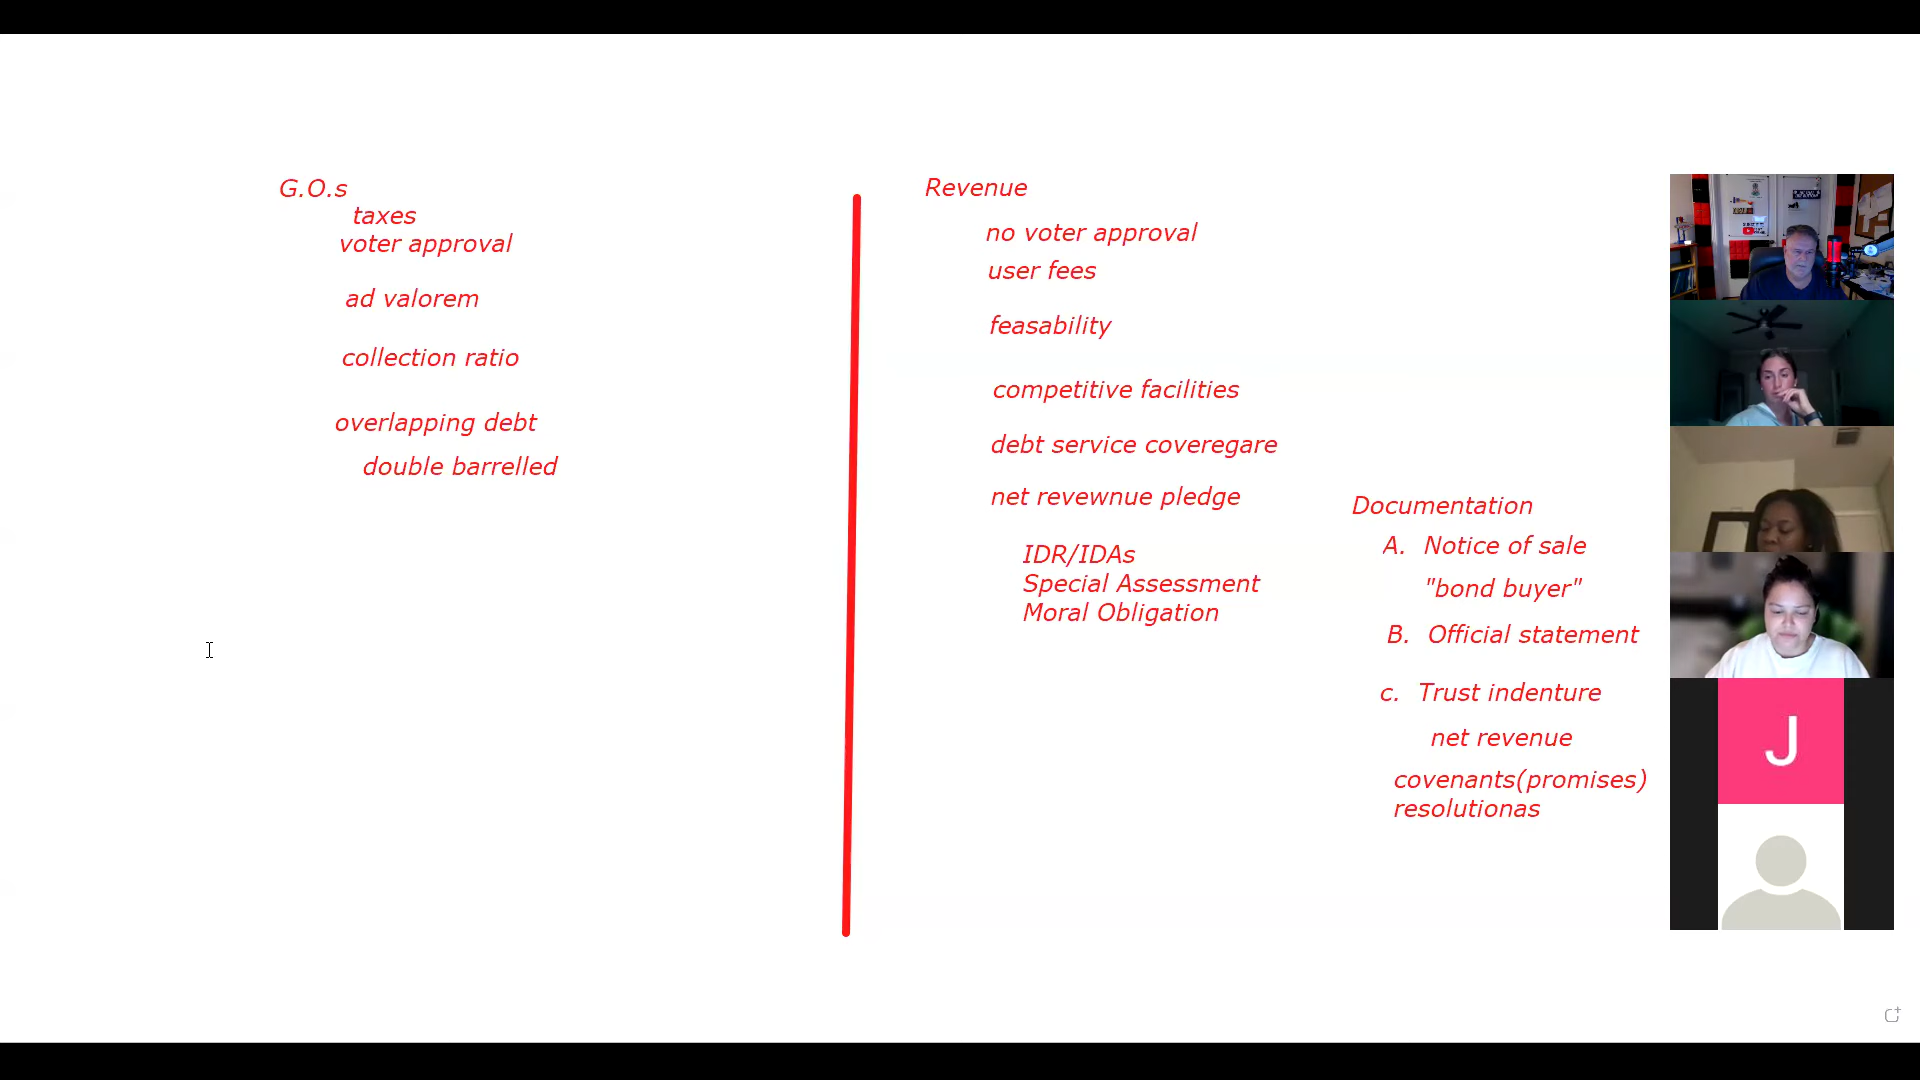 G.O.s
taxes
voter approval
ad valorem
collection ratio
overlapping debt
double barrelled
Revenue
no voter approval
user fees
feasability
competitive facilities
debt service coveregare
net revewnue pledge
IDR/IDAs
Special Assessment
Moral Obligation
Documentation
A. Notice of sale
"bond buyer"
B. Official statement
c. Trust indenture
net revenue
covenants(promises)
resolutionas
J